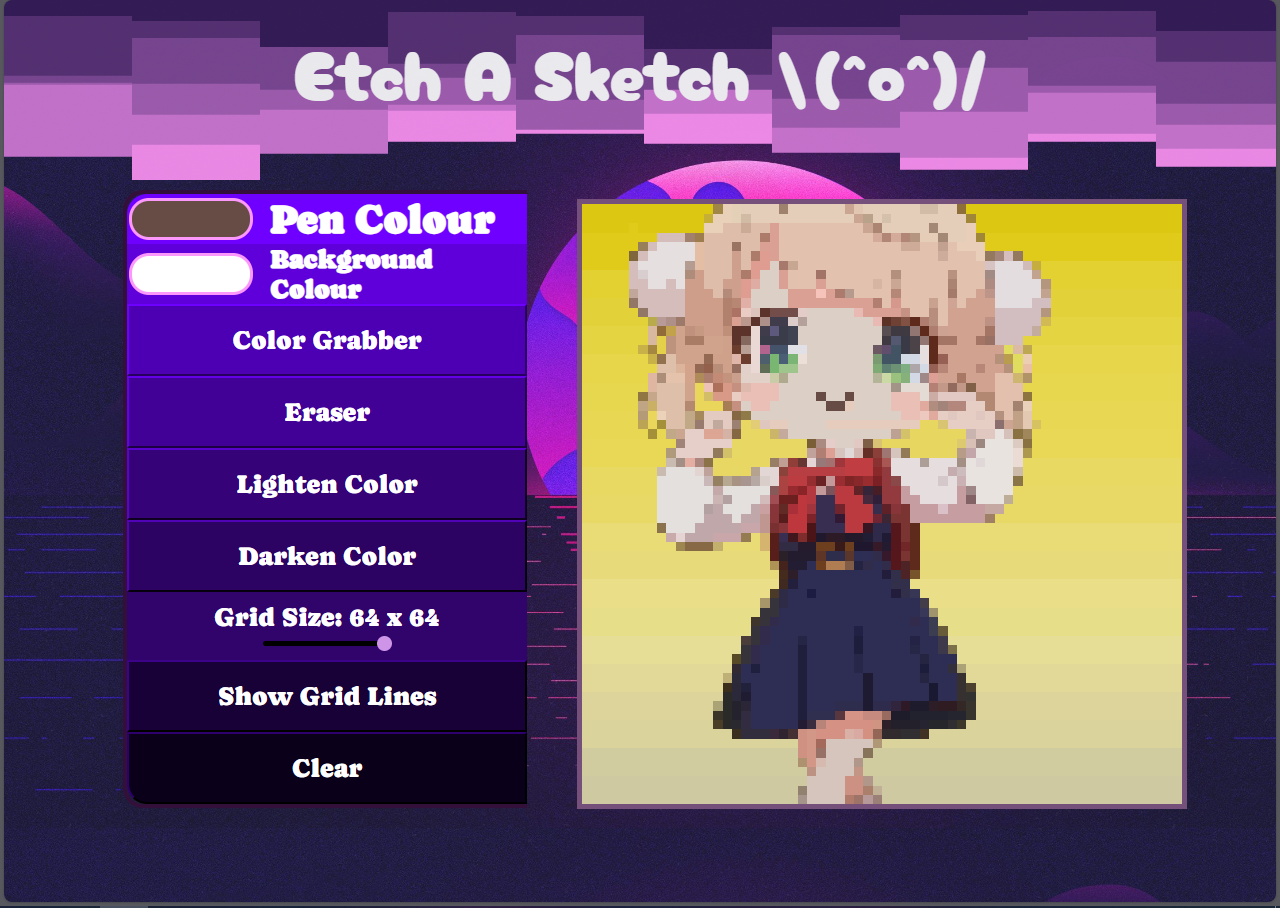 Etch A Sketch \(^o^)/
Pen Colour
Background
Colour
Color Grabber
Eraser
Lighten Color
Darken Color
Grid Size: 64 x 64
Show Grid Lines
Clear